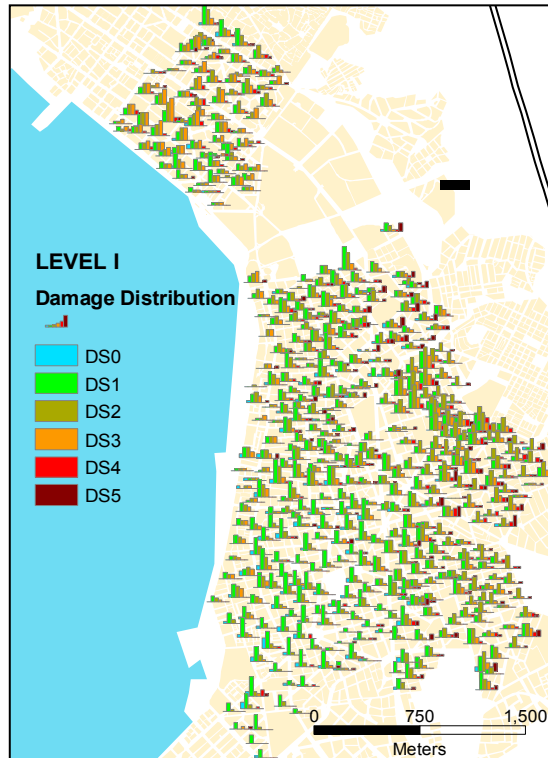 LEVEL I
Damage Distribution
DS0
DS1
DS2
DS3
DS4
DS5
0 750 1,500
Meters